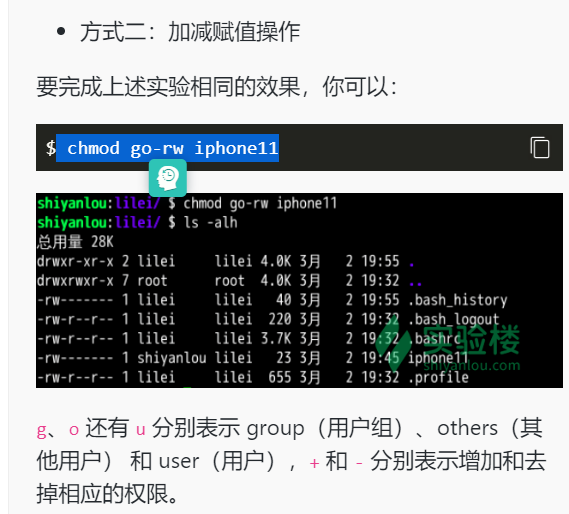 方式二：加减赋值操作
要完成上述实验相同的效果，你可以：
$ chmod go-rw iphone11
shiyanlou:lilei/ $ chmod go-rw iphone11
shiyanlou:lilei/ $ ls -alh
总用量 28K
drwxr-xr-x 2 lilei lilei 4.0K 3月 2 19:55 .
drwxrwxr-x 7 root root 4.0K 3月 2 19:32 ..
-rw------- 1 lilei lilei 40 3月 2 19:55 .bash_history
-rw-r--r-- 1 lilei lilei 220 3月 2 19:32 .bash_logout
-rw-r--r-- 1 lilei lilei 3.7K 3月 2 19:32 .bashrc
-rw------- 1 shiyanlou lilei 23 3月 2 19:45 iphone11
-rw-r--r-- 1 lilei lilei 655 3月 2 19:32 .profile
实验楼
shiyanlou.com
g、o 还有 u 分别表示 group（用户组）、others（其
他用户） 和 user（用户），+ 和 - 分别表示增加和去
掉相应的权限。